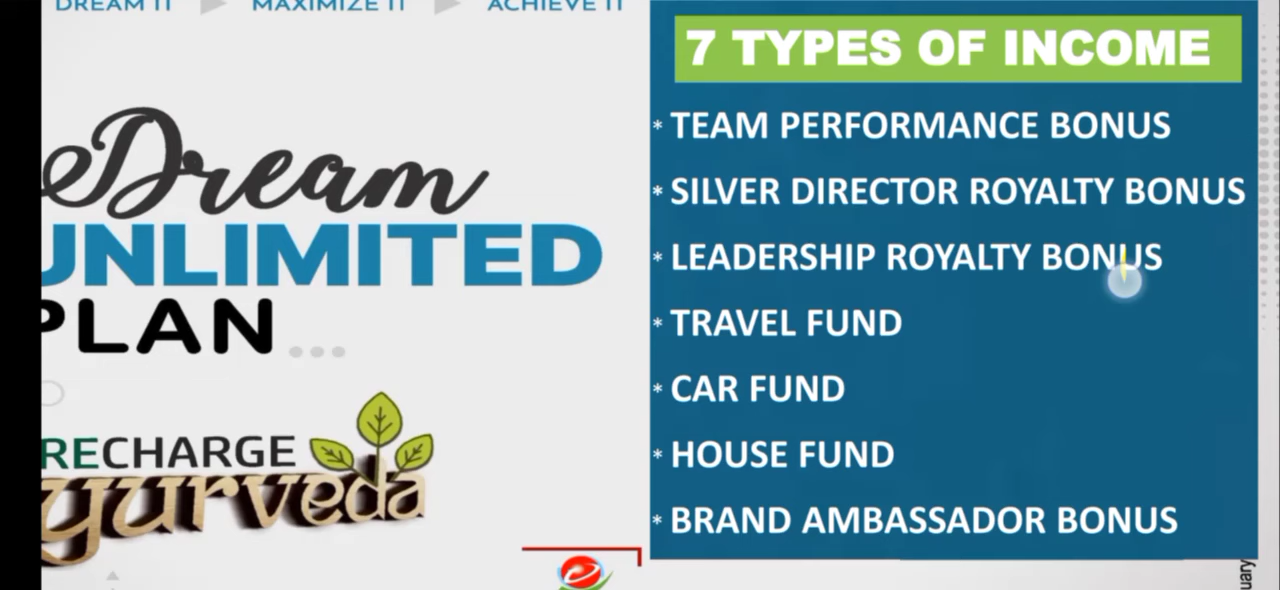 DREAM IT MAXIMIZE IT ACHIEVE IT
Dream
UNLIMITED
PLAN...
RECHARGE
yurveda
7 TYPES OF INCOME
* TEAM PERFORMANCE BONUS
* SILVER DIRECTOR ROYALTY BONUS
* LEADERSHIP ROYALTY BONUS
* TRAVEL FUND
* CAR FUND
* HOUSE FUND
* BRAND AMBASSADOR BONUS
uary